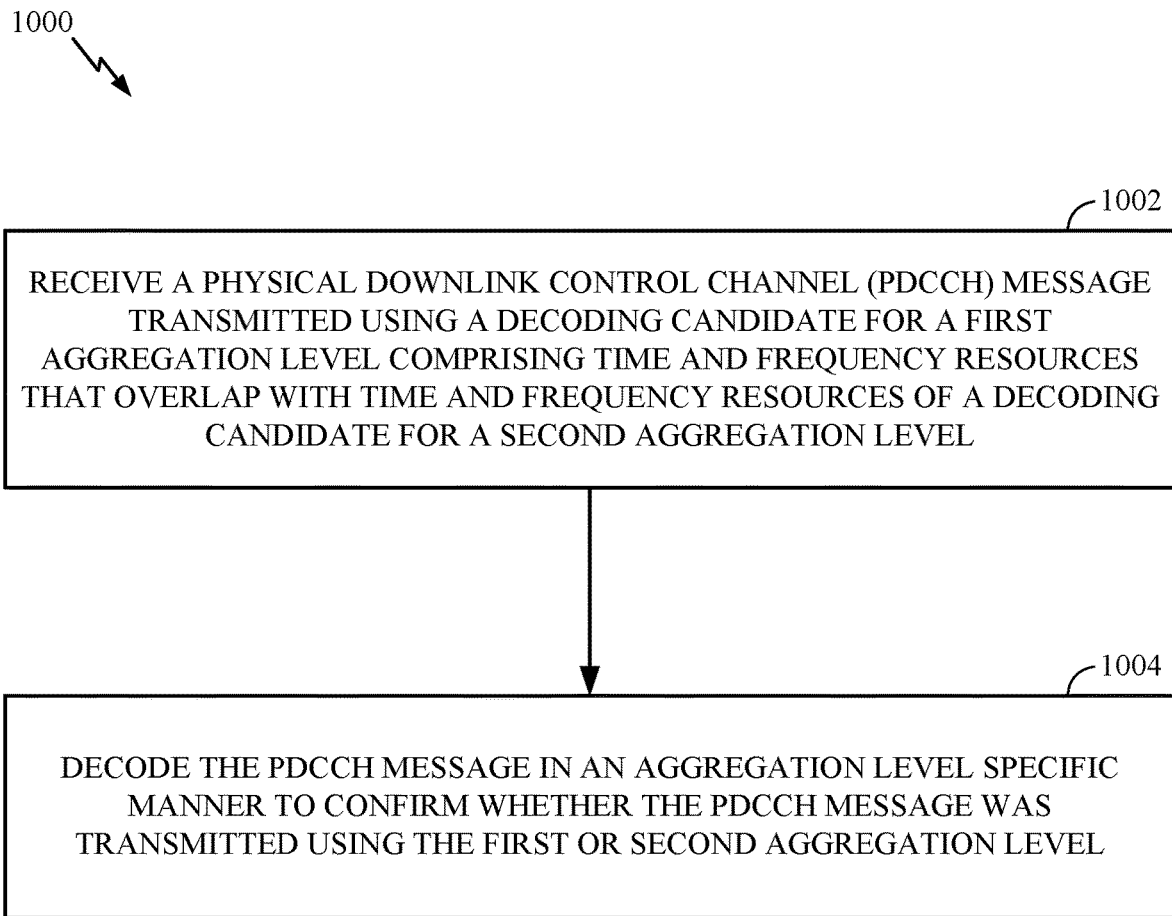 1000
1002
RECEIVE A PHYSICAL DOWNLINK CONTROL CHANNEL (PDCCH) MESSAGE
TRANSMITTED USING A DECODING CANDIDATE FOR A FIRST
AGGREGATION LEVEL COMPRISING TIME AND FREQUENCY RESOURCES
THAT OVERLAP WITH TIME AND FREQUENCY RESOURCES OF A DECODING
CANDIDATE FOR A SECOND AGGREGATION LEVEL
1004
DECODE THE PDCCH MESSAGE IN AN AGGREGATION LEVEL SPECIFIC
MANNER TO CONFIRM WHETHER THE PDCCH MESSAGE WAS
TRANSMITTED USING THE FIRST OR SECOND AGGREGATION LEVEL